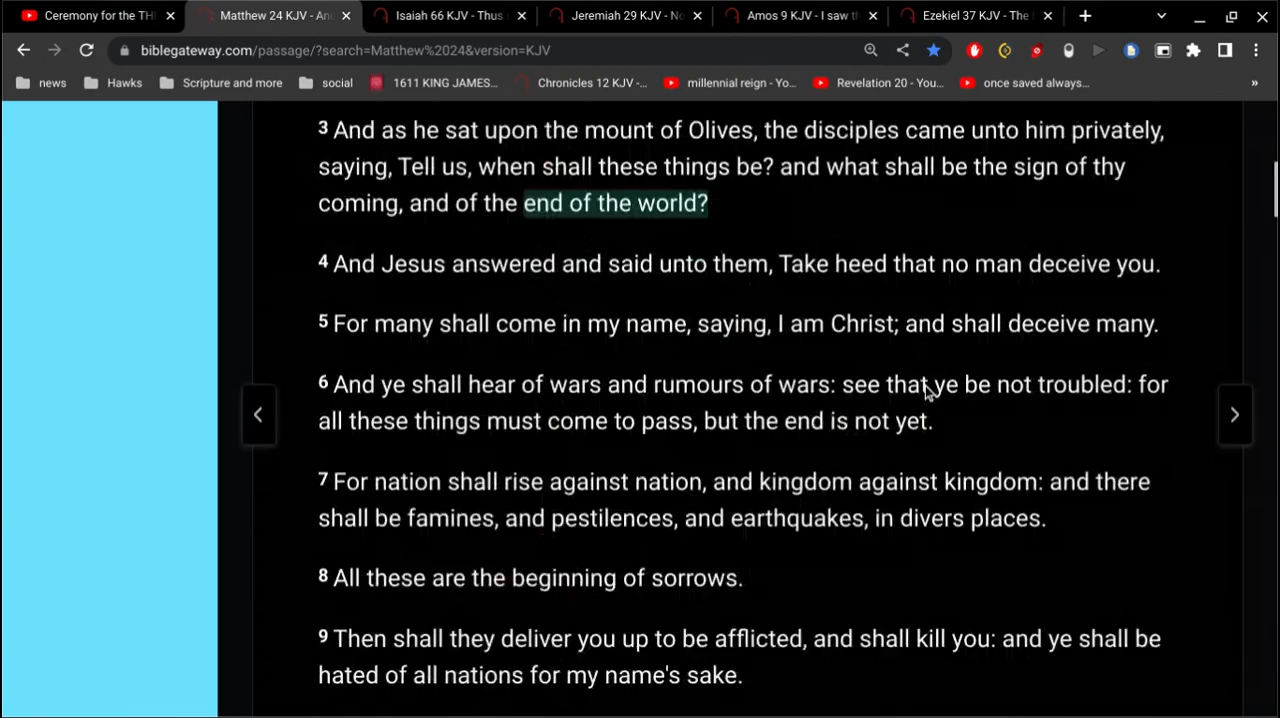 Ceremony for the TH
Matthew 24 KJV - An
Isaiah 66 KJV - Thus
Jeremiah 29 KJV - No
Amos 9 KJV - I saw th
Ezekiel 37 KJV - The
biblegateway.com/passage/?search=Matthew%2024&version=KJV
news
Hawks
Scripture and more
social
1611 KING JAMES...
Chronicles 12 KJV -...
millennial reign - Yo...
Revelation 20 - You...
once saved always...
»
3 And as he sat upon the mount of Olives, the disciples came unto him privately,
saying, Tell us, when shall these things be? and what shall be the sign of thy
coming, and of the end of the world?
4 And Jesus answered and said unto them, Take heed that no man deceive you.
5 For many shall come in my name, saying, I am Christ; and shall deceive many.
6 And ye shall hear of wars and rumours of wars: see that ye be not troubled: for
all these things must come to pass, but the end is not yet.
7 For nation shall rise against nation, and kingdom against kingdom: and there
shall be famines, and pestilences, and earthquakes, in divers places.
8 All these are the beginning of sorrows.
9 Then shall they deliver you up to be afflicted, and shall kill you: and ye shall be
hated of all nations for my name's sake.